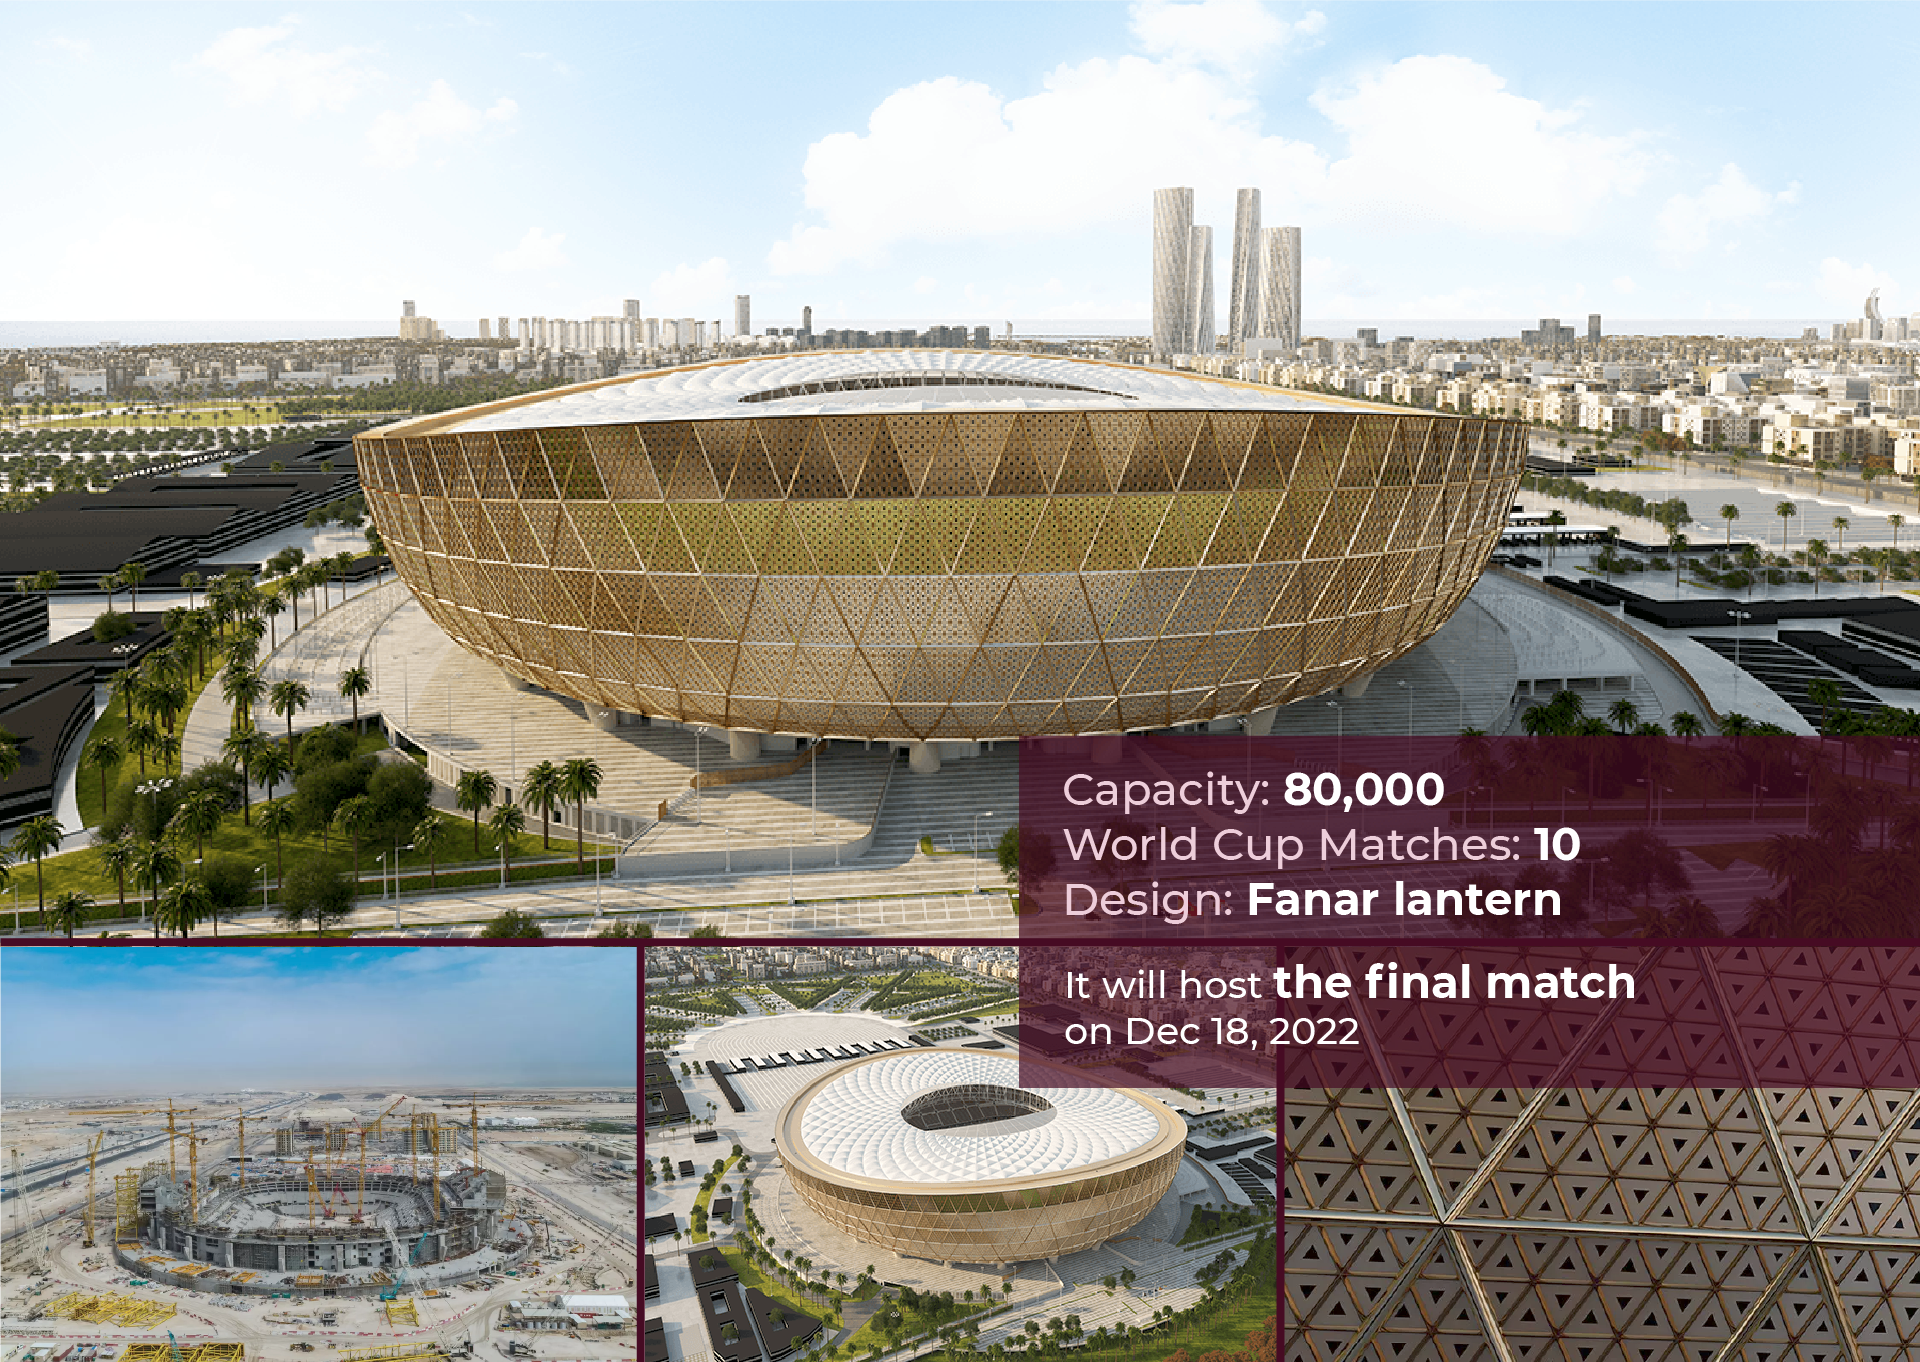 Capacity: 80,000
World Cup Matches: 10
Design: Fanar lantern
It will host the final match
on Dec 18, 2022